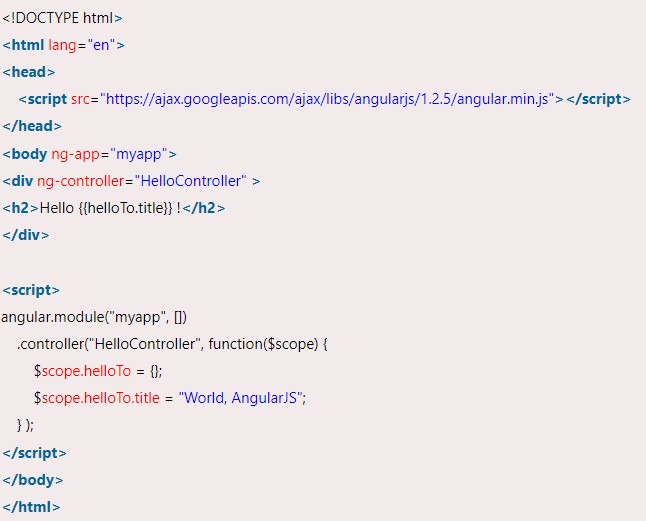 <!DOCTYPE html>
<html lang="en">
<head>
<script src="https://ajax.googleapis.com/ajax/libs/angularjs/1.2.5/angular.min.js"></script>
</head>
<body ng-app="myapp">
<div ng-controller="HelloController" >
<h2>Hello {{helloTo.title}} !</h2>
</div>
<script>
angular.module("myapp", [])
.controller("HelloController", function($scope) {
$scope.helloTo = {};
$scope.helloTo.title = "World, AngularJS";
} );
</script>
</body>
</html>